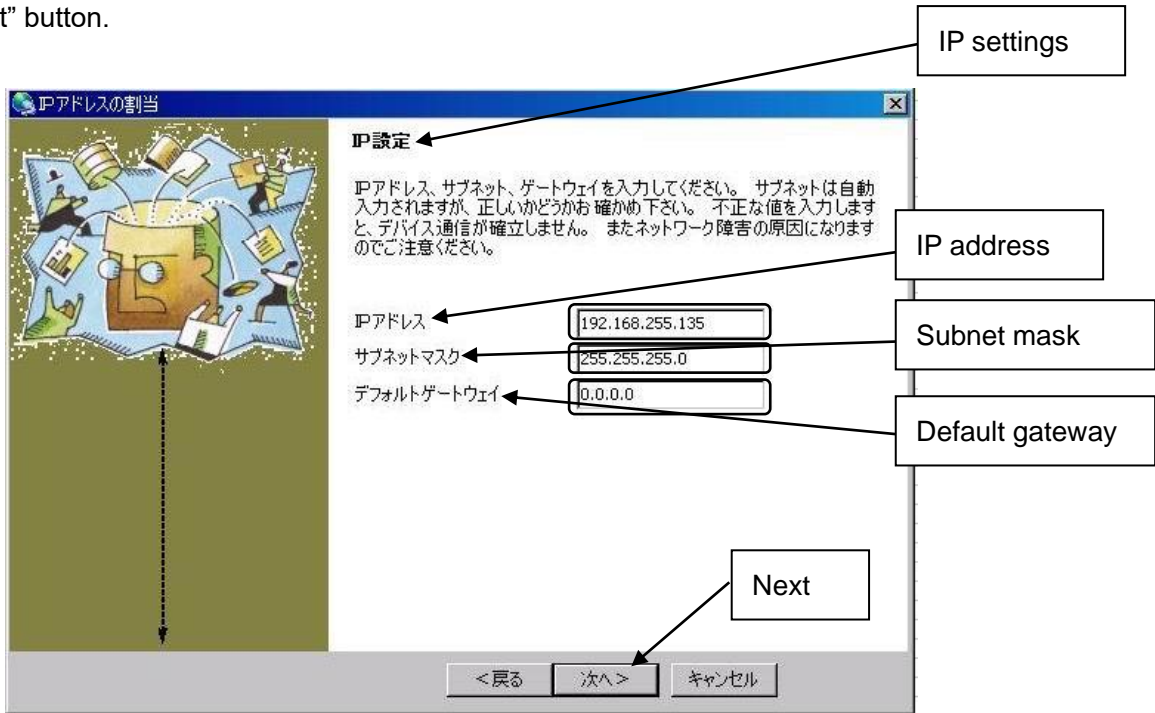 t” button.
IP settings
IPアドレスの割当
IP設定
IPアドレス、サブネット、ゲートウェイを入力してください。 サブネットは自動
入力されますが、正しいかどうかお確かめ下さい。 不正な値を入力します
と、デバイス通信が確立しません。 またネットワーク障害の原因になります
のでご注意ください。
IP address
IPアドレス 192.168.255.135
Subnet mask
サブネットマスク 255.255.255.0
デフォルトゲートウェイ 0.0.0.0
Default gateway
Next
<戻る 次へ> キャンセル